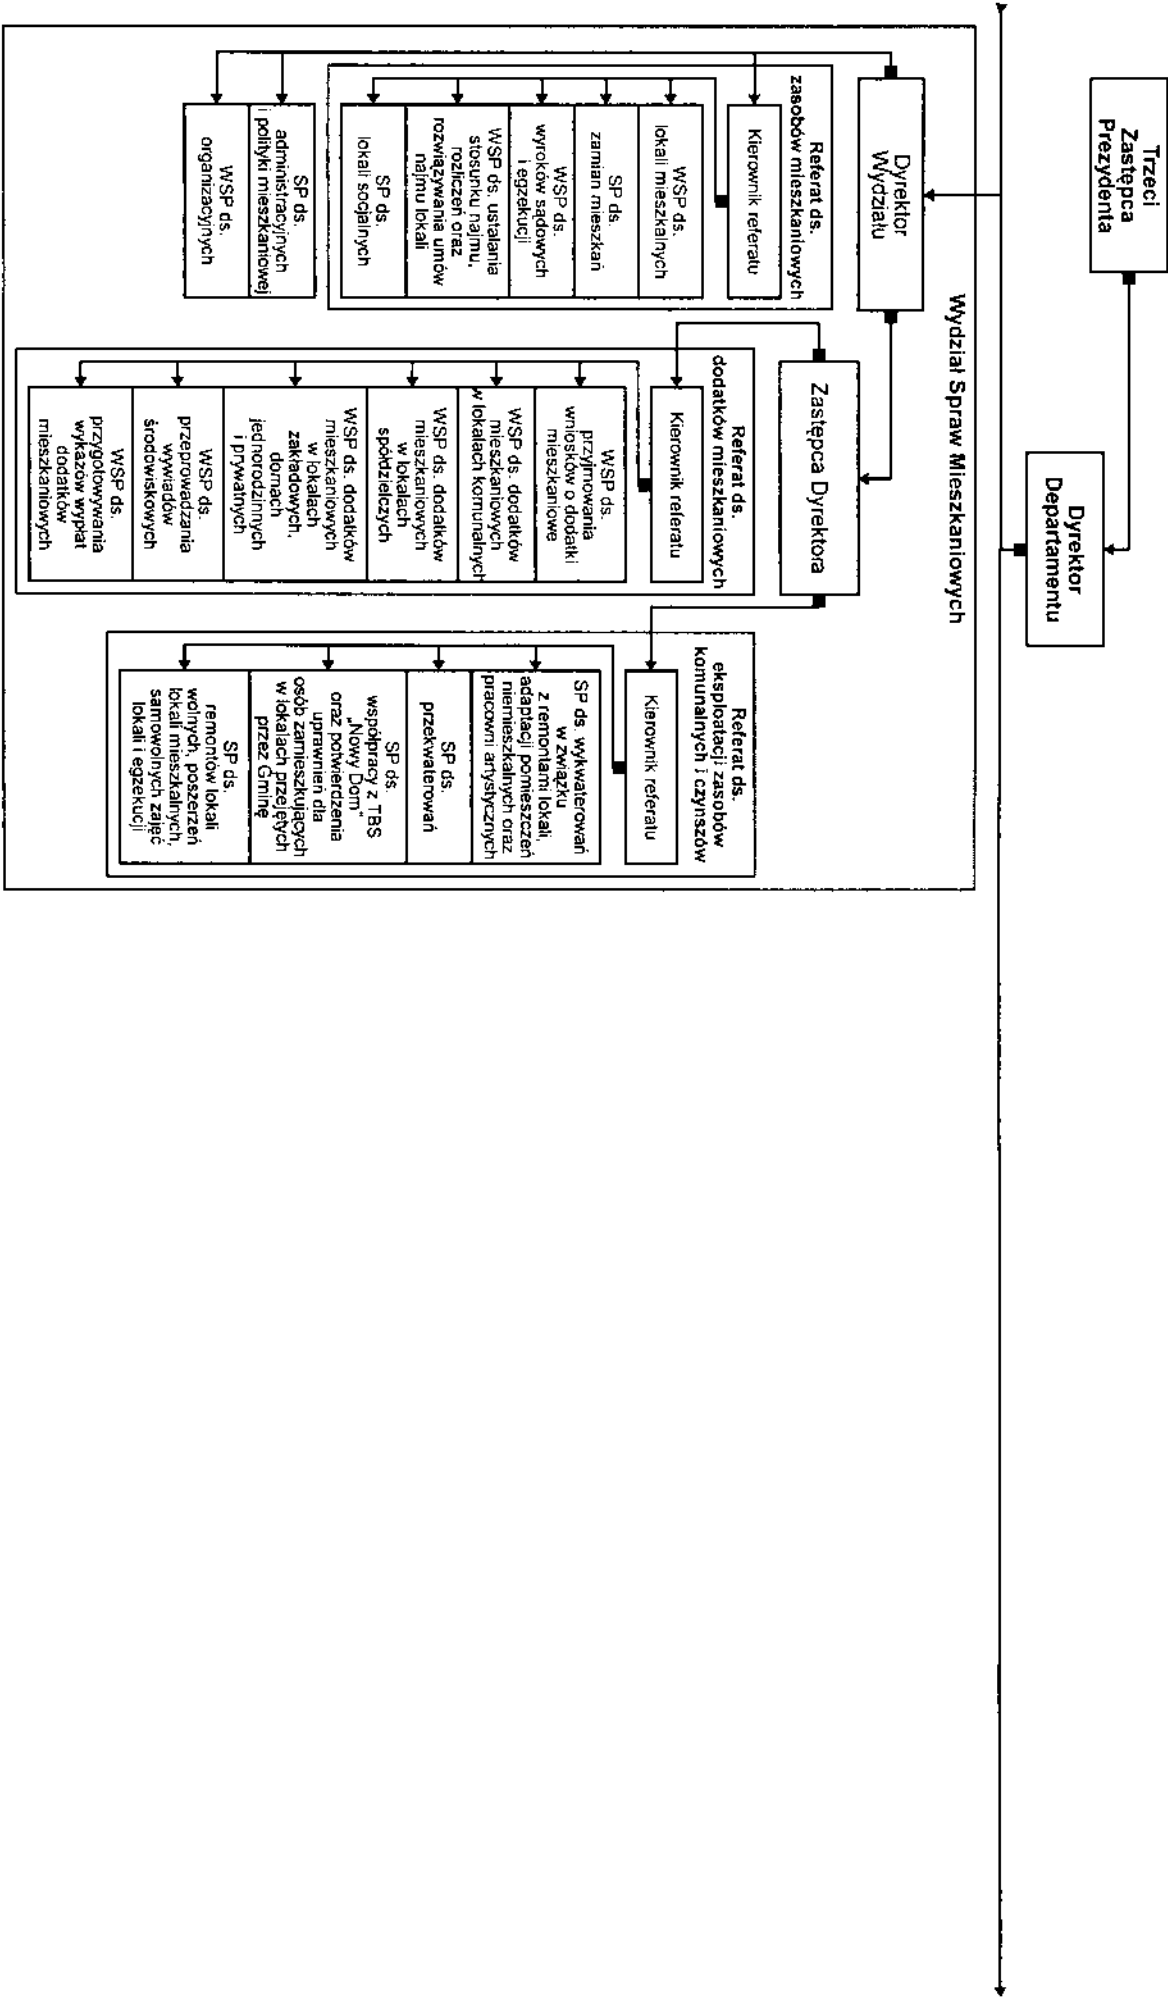 Trzeci
Zastępca
Prezydenta
Dyrektor
Departamentu
Wydział Spraw Mieszkaniowych
Dyrektor
Wydziału
Referat ds.
zasobów mieszkaniowych
Kierownik referatu
WSP ds.
lokali mieszkalnych
SP ds.
zamian mieszkań
WSP ds.
wyroków sądowych
i egzekucji
WSP ds. ustalania
stosunku najmu,
rozliczeń oraz
rozwiązywania umów
najmu lokali
SP ds.
lokali socjalnych
SP ds.
administracyjnych
i polityki mieszkaniowej
WSP ds.
organizacyjnych
Zastępca Dyrektora
Referat ds.
dodatków mieszkaniowych
Kierownik referatu
WSP ds.
przyjmowania
wniosków o dodatki
mieszkaniowe
WSP ds. dodatków
mieszkaniowych
w lokalach komunalnych
WSP ds. dodatków
mieszkaniowych
w lokalach
spółdzielczych
WSP ds. dodatków
mieszkaniowych
w lokalach
zakładowych,
domach
jednorodzinnych
i prywatnych
WSP ds.
przeprowadzania
wywiadów
środowiskowych
WSP ds.
przygotowywania
wykazów wypłat
dodatków
mieszkaniowych
Referat ds.
eksploatacji zasobów
komunalnych i czynszów
Kierownik referatu
SP ds. wykwaterowań
w związku
z remontami lokali,
adaptacji pomieszczeń
niemieszkalnych oraz
pracowni artystycznych
SP ds.
przekwaterowań
SP ds.
współpracy z TBS
„Nowy Dom"
oraz potwierdzenia
uprawnień dla
osób zamieszkujących
w lokalach przejętych
przez Gminę
SP ds.
remontów lokali
wolnych, poszerzeń
lokali mieszkalnych,
samowolnych zajęć
lokali i egzekucji